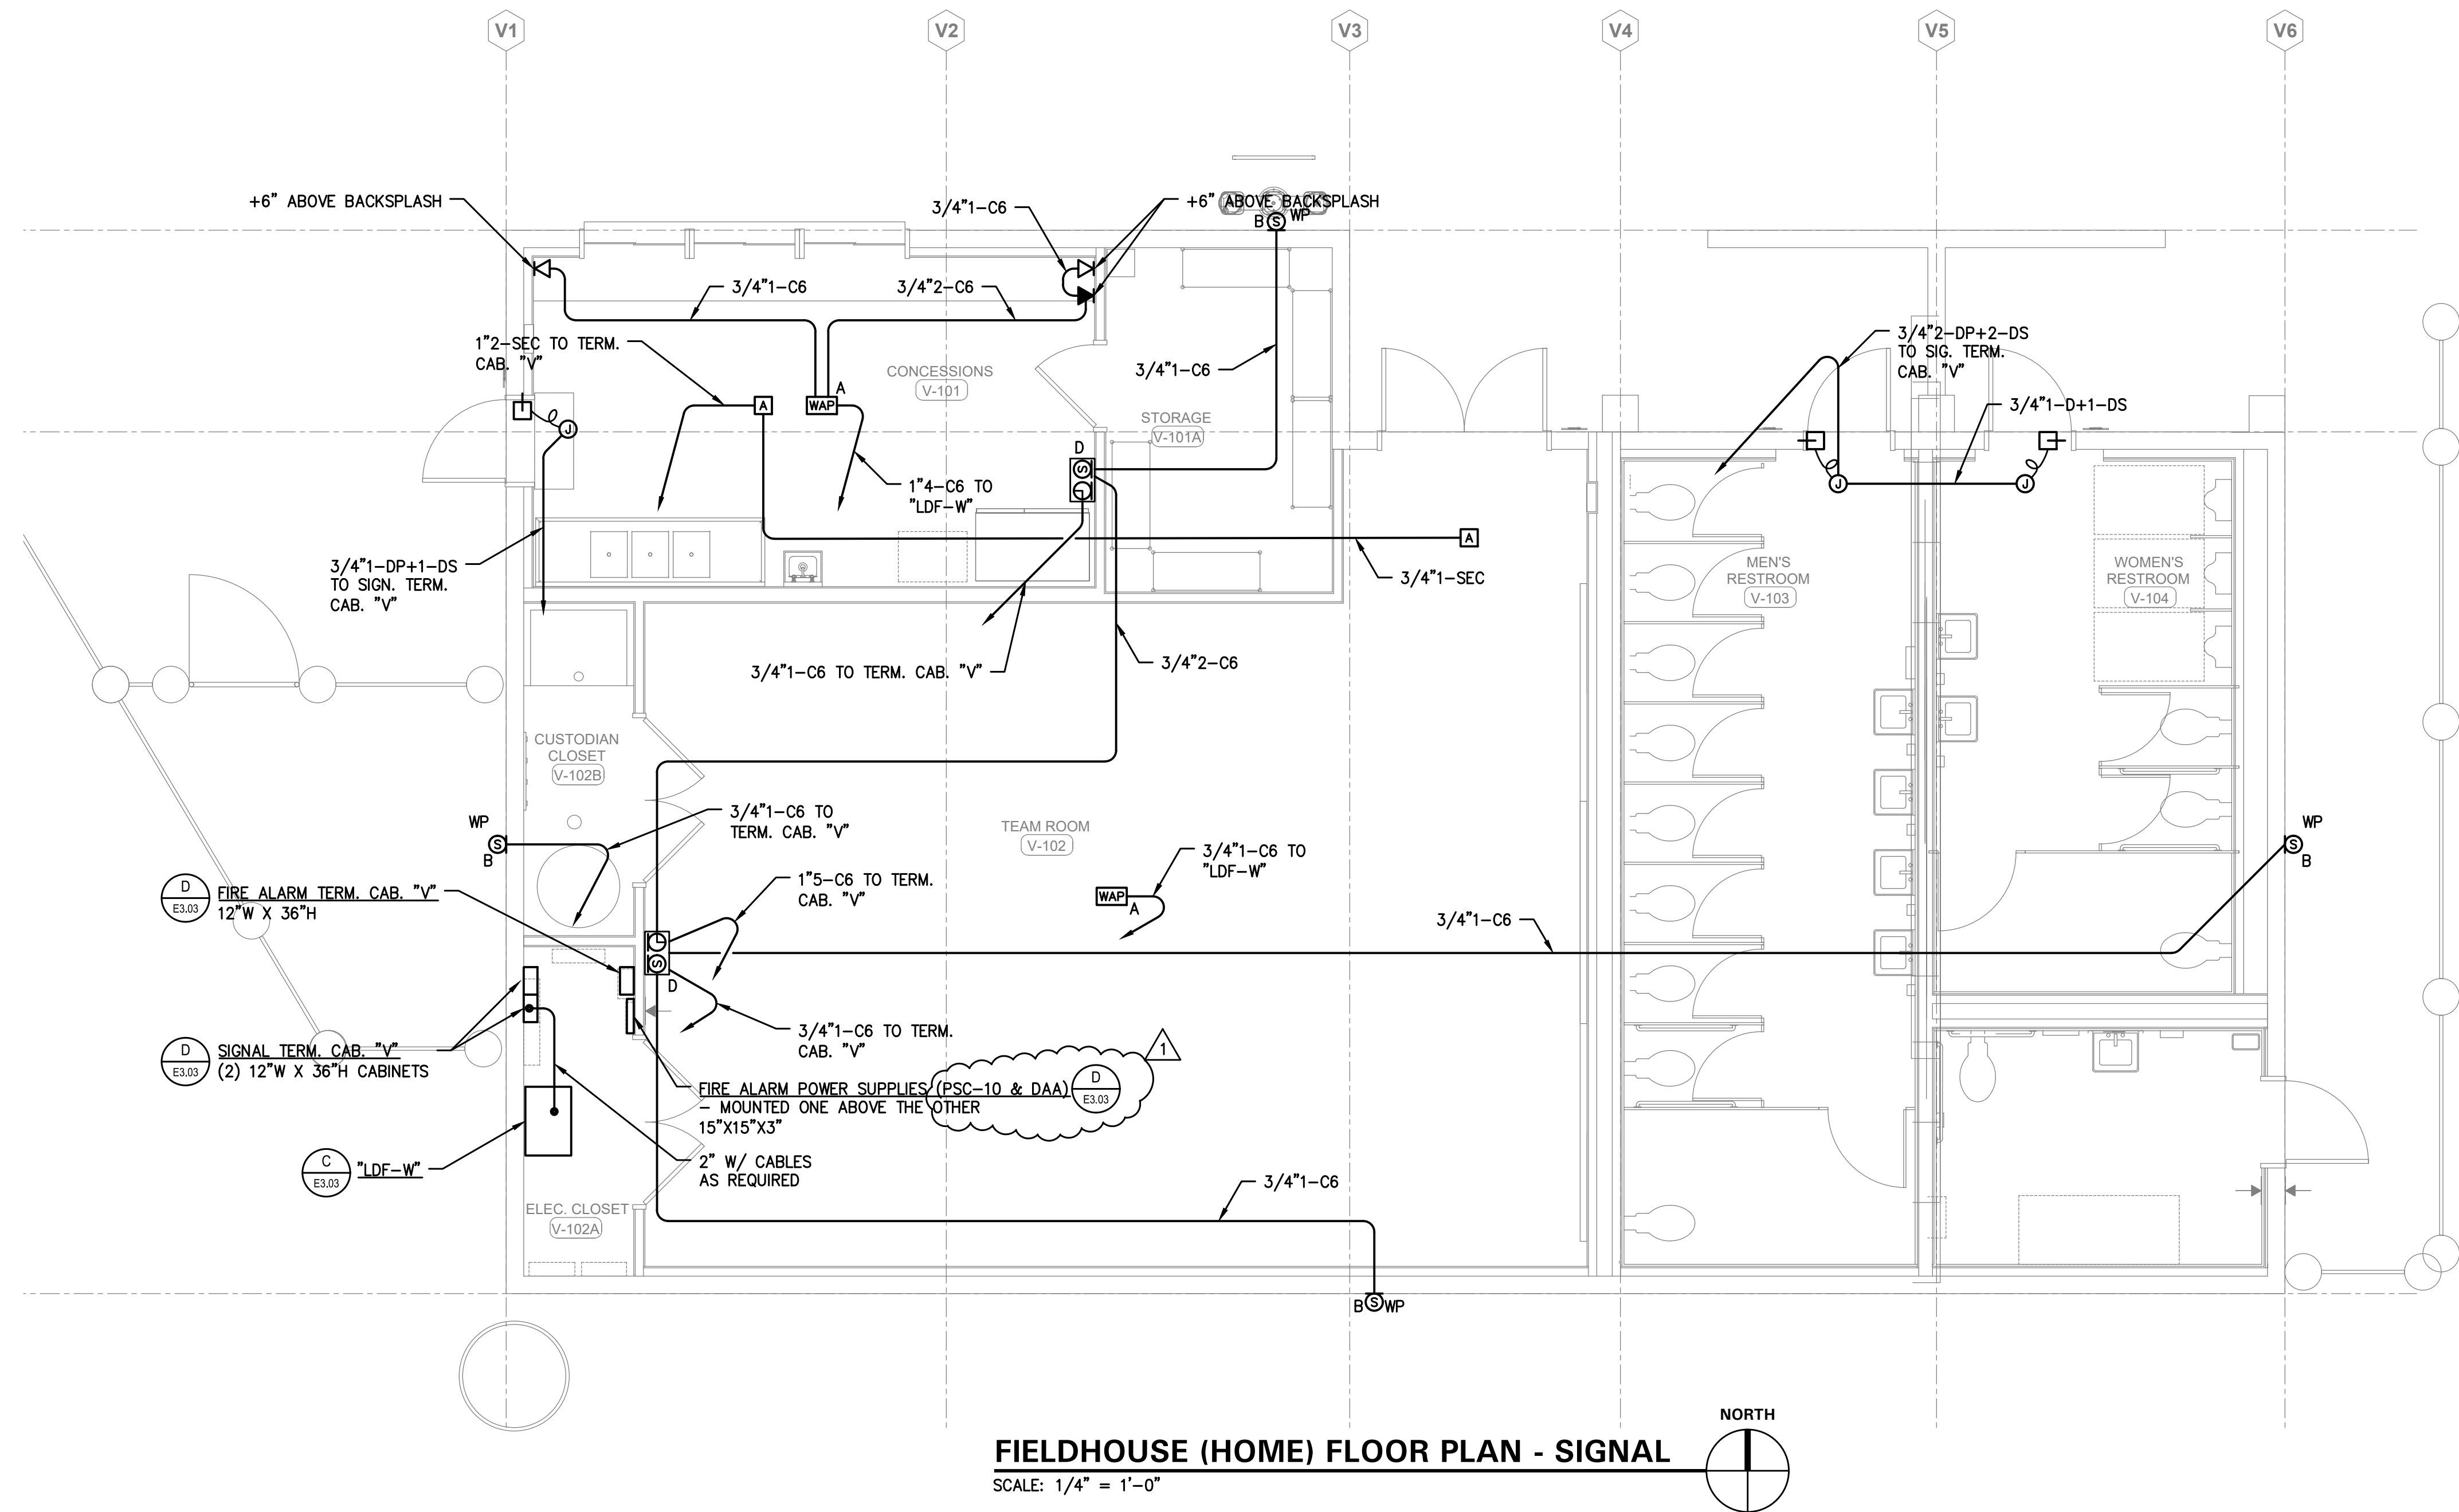 V1
V2
V3
V4
V5
V6
+6" ABOVE BACKSPLASH
3/4"1-C6
+6" ABOVE BACKSPLASH
B
S
WP
3/4"1-C6
3/4"2-C6
1"2-SEC TO TERM.
CAB. "V"
CONCESSIONS
V-101
3/4"1-C6
3/4"2-DP+2-DS
TO SIG. TERM.
CAB. "V"
A
WAP
A
J
STORAGE
V-101A
3/4"1-D+1-DS
D
S
1"4-C6 TO
"LDF-W"
J
J
A
3/4"1-DP+1-DS
TO SIGN. TERM.
CAB. "V"
3/4"1-SEC
MEN'S
RESTROOM
V-103
WOMEN'S
RESTROOM
V-104
3/4"1-C6 TO TERM. CAB. "V"
3/4"2-C6
CUSTODIAN
CLOSET
V-102B
WP
S
B
3/4"1-C6 TO
TERM. CAB. "V"
TEAM ROOM
V-102
3/4"1-C6 TO
"LDF-W"
WP
S
B
D
E3.03
FIRE ALARM TERM. CAB. "V"
12"W X 36"H
1"5-C6 TO TERM.
CAB. "V"
WAP
A
3/4"1-C6
S
D
D
E3.03
SIGNAL TERM. CAB. "V"
(2) 12"W X 36"H CABINETS
3/4"1-C6 TO TERM.
CAB. "V"
1
FIRE ALARM POWER SUPPLIES (PSC-10 & DAA)
- MOUNTED ONE ABOVE THE OTHER
15"X15"X3"
D
E3.03
C
E3.03
"LDF-W"
2" W/ CABLES
AS REQUIRED
3/4"1-C6
ELEC. CLOSET
V-102A
B
S
WP
NORTH
FIELDHOUSE (HOME) FLOOR PLAN - SIGNAL
SCALE: 1/4" = 1'-0"